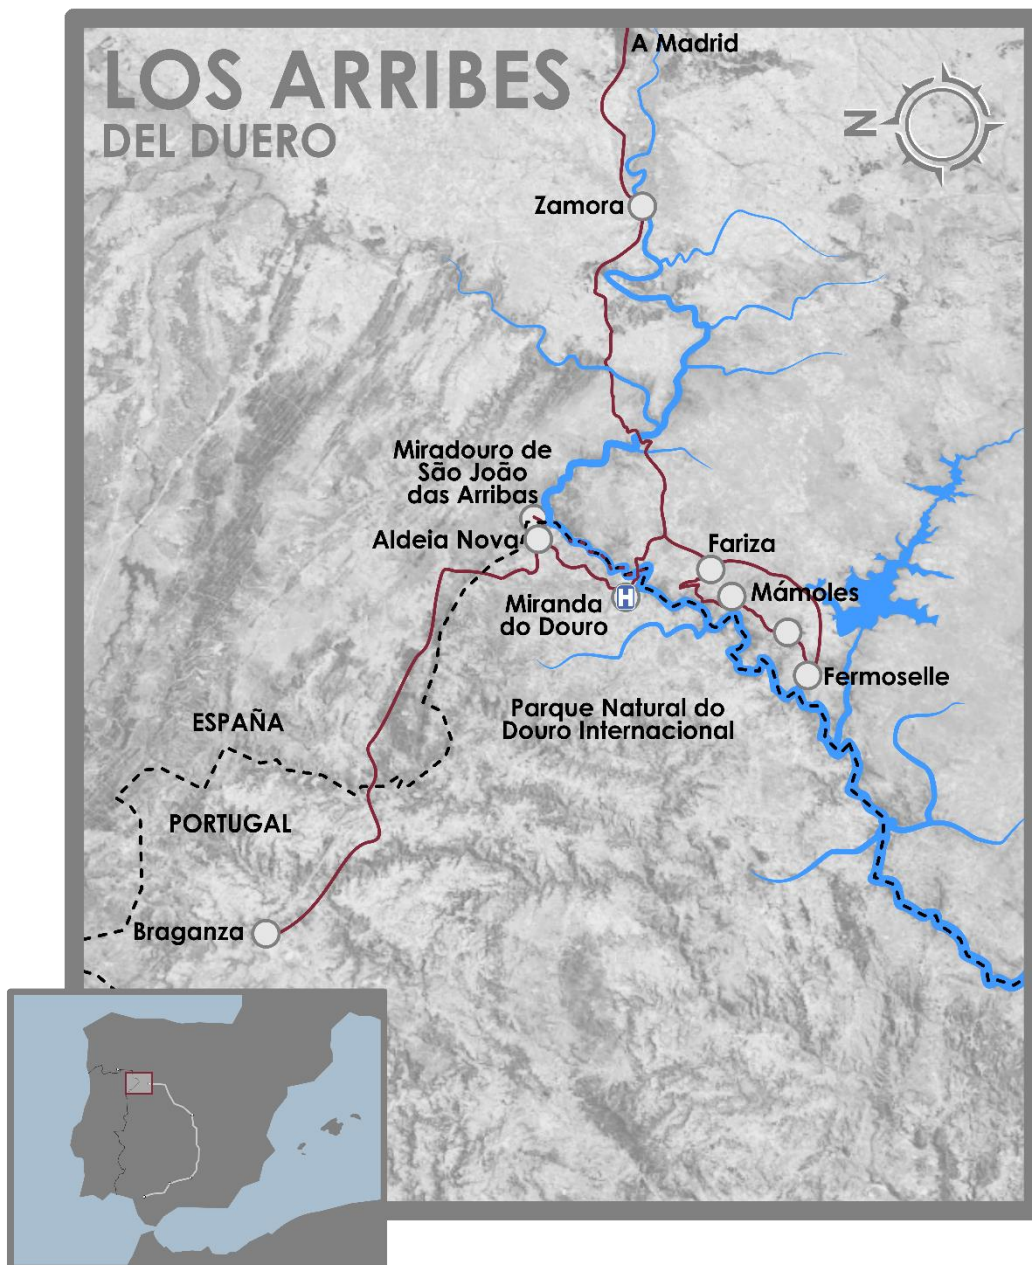 LOS ARRIBES
DEL DUERO
A Madrid
N
Zamora
Miradouro de
São João
das Arribas
Aldeia Nova
Fariza
Mámoles
Miranda
do Douro
H
Fermoselle
Parque Natural do
Douro Internacional
ESPAÑA
PORTUGAL
Braganza